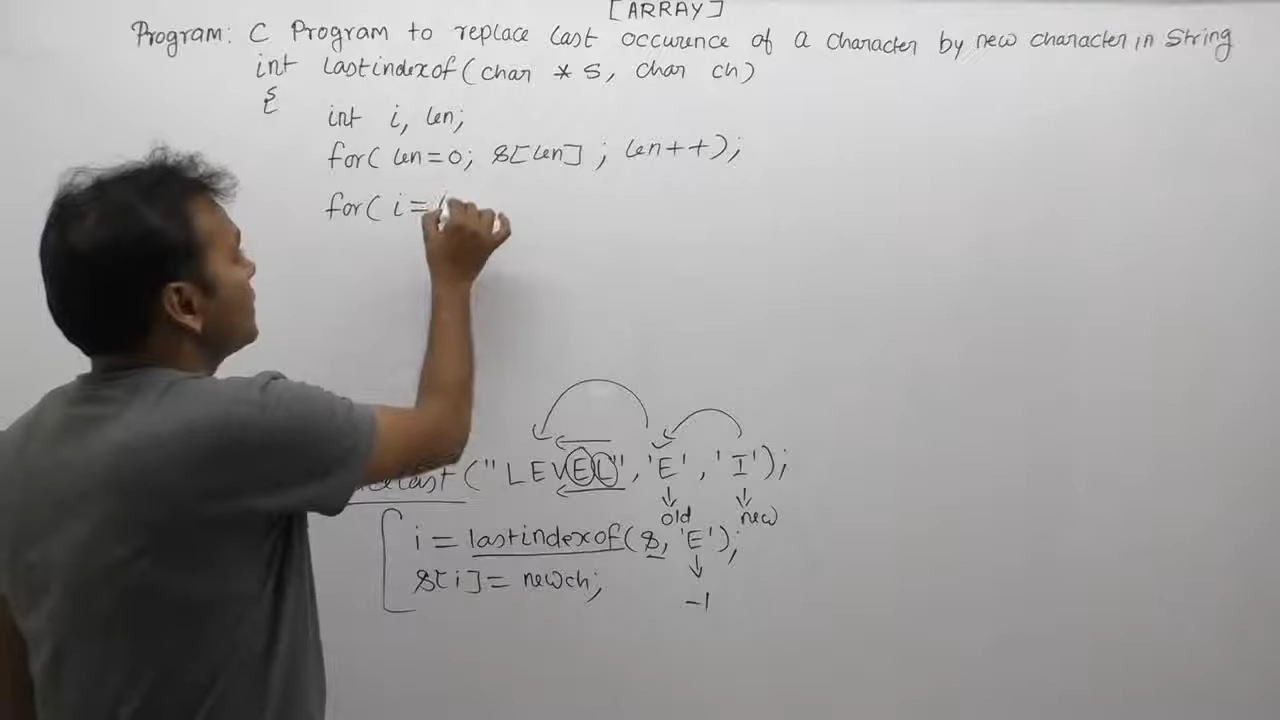 [ARRAY]
Program: C Program to replace last occurence of a character by new character in String
int lastindexof(char *s, char ch)
{
int i, len;
for( len=0; s[len] ; len++);
for( i=
("LEVEL", 'E', 'I');
old new
i = lastindexof(s, 'E');
s[i]= newch;
-1